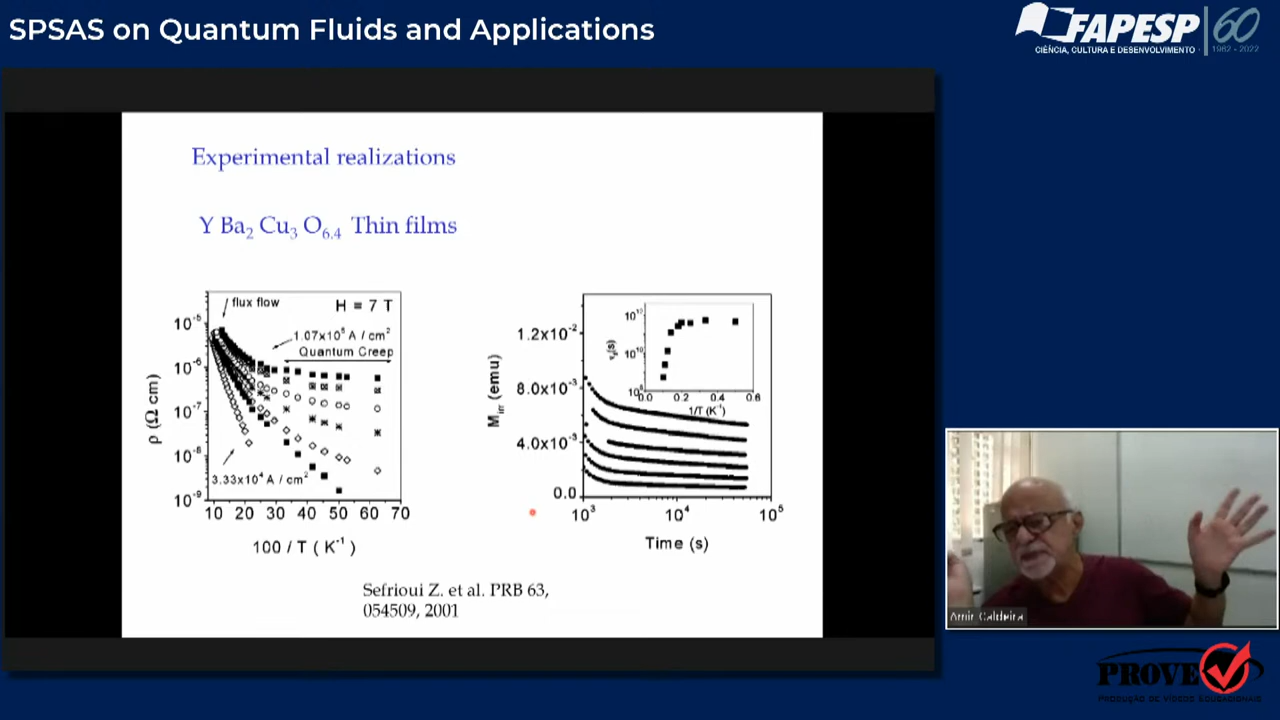 SPSAS on Quantum Fluids and Applications
FAPESP 60
CIÊNCIA, CULTURA E DESENVOLVIMENTO
1962 - 2022
Experimental realizations
Y Ba2 Cu3 O6.4 Thin films
flux flow
H = 7 T
1.07x10^5 A / cm^2
Quantum Creep
3.33x10^4 A / cm^2
ρ (Ω cm)
10^-5
10^-6
10^-7
10^-8
10^-9
10 20 30 40 50 60 70
100 / T ( K^-1 )
M_irr (emu)
1.2x10^-2
8.0x10^-3
4.0x10^-3
0.0
0.0 0.2 0.4 0.6
1/T (K^-1)
10^3 10^4 10^5
Time (s)
Sefrioui Z. et al. PRB 63,
054509, 2001
Amir Caldeira
PROVE
PRODUÇÃO DE VÍDEOS EDUCACIONAIS